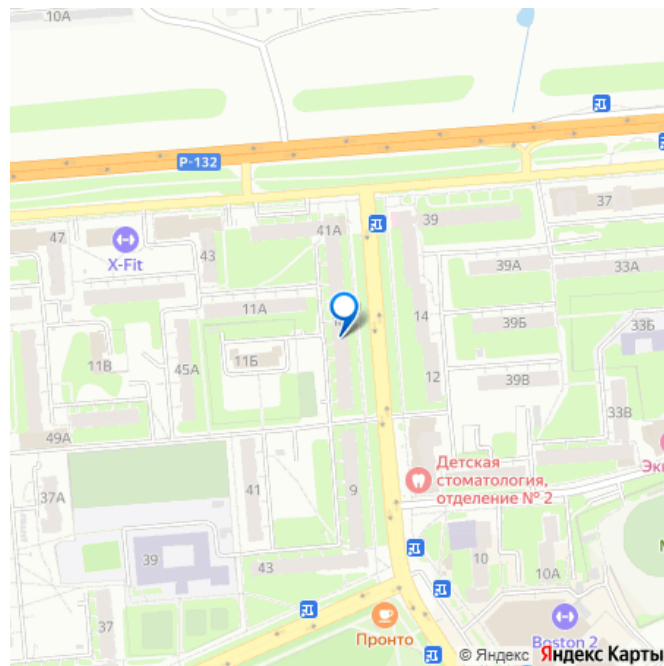 10А
Р-132
37
41А
39
47
X-Fit
43
39А
33А
11А
14
39Б
33Б
11В
11Б
45А
12
39В
33В
49А
Детская
стоматология,
отделение № 2
37А
41
9
39
43
10
10А
37
Пронто
Boston 2
© Яндекс Яндекс Карты